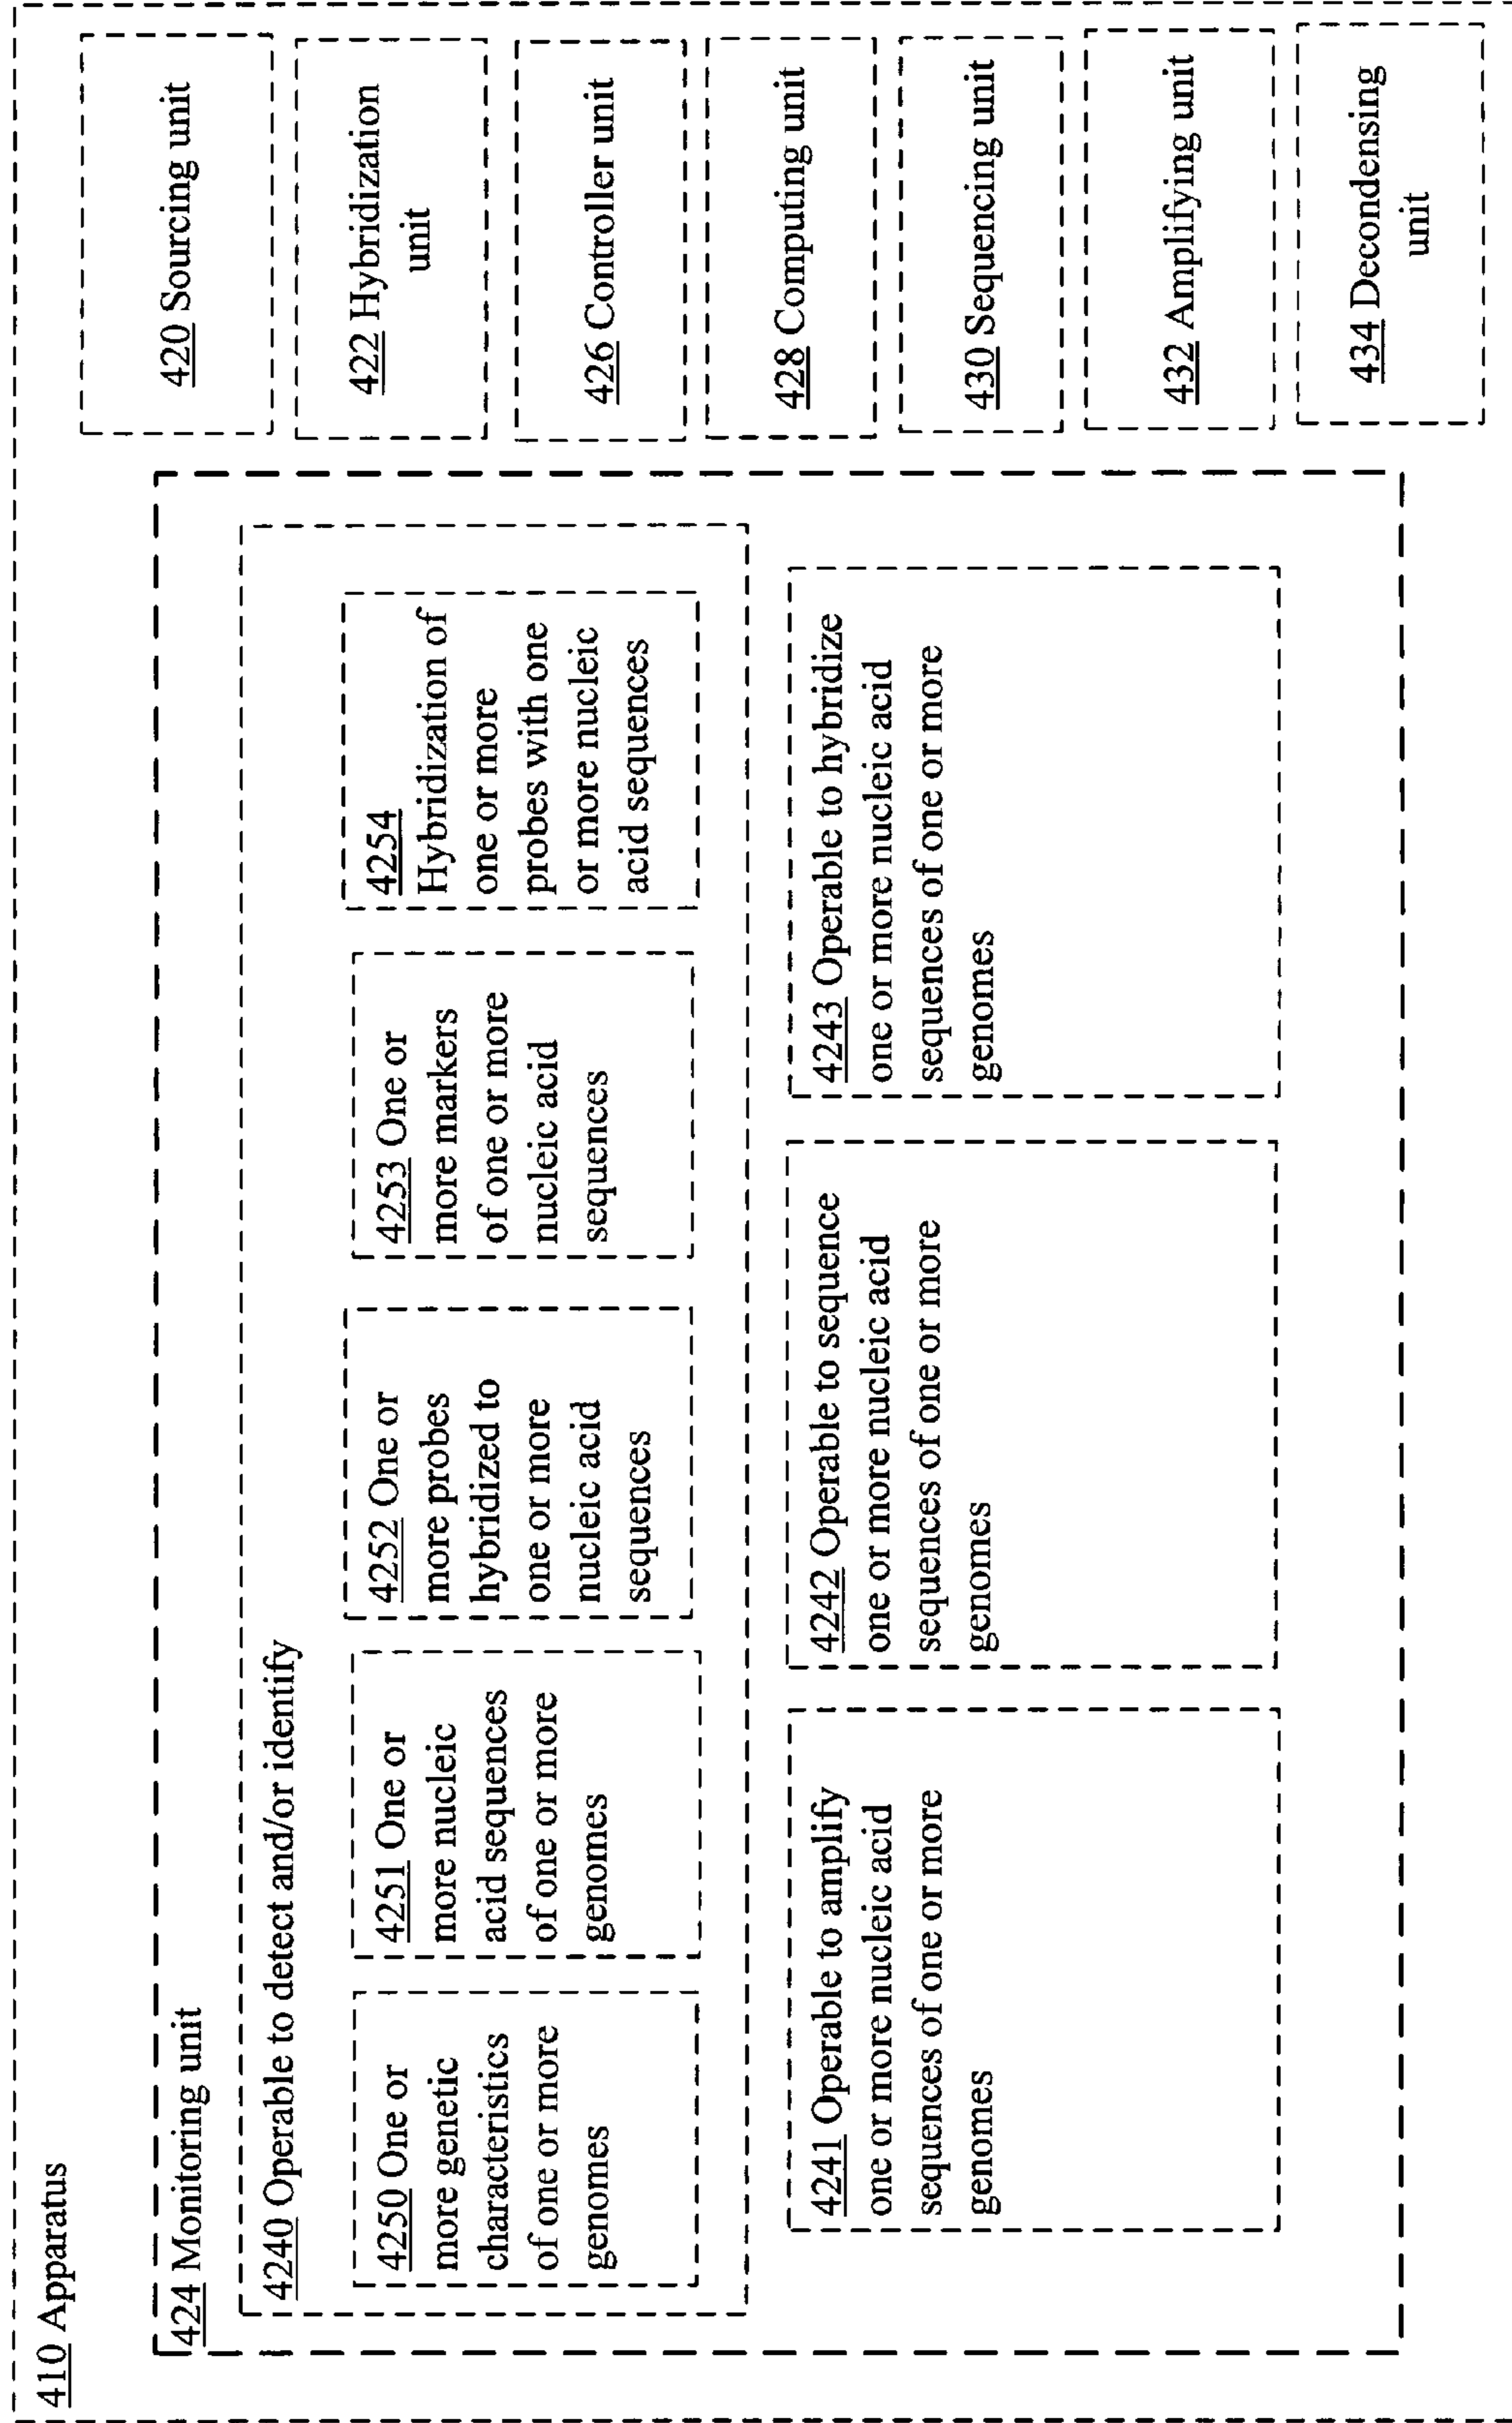 410 Apparatus
424 Monitoring unit
4240 Operable to detect and/or identify
4250 One or
more genetic
characteristics
of one or more
genomes
4251 One or
more nucleic
acid sequences
of one or more
genomes
4252 One or
more probes
hybridized to
one or more
nucleic acid
sequences
4253 One or
more markers
of one or more
nucleic acid
sequences
4254
Hybridization of
one or more
probes with one
or more nucleic
acid sequences
4241 Operable to amplify
one or more nucleic acid
sequences of one or more
genomes
4242 Operable to sequence
one or more nucleic acid
sequences of one or more
genomes
4243 Operable to hybridize
one or more nucleic acid
sequences of one or more
genomes
420 Sourcing unit
422 Hybridization
unit
426 Controller unit
428 Computing unit
430 Sequencing unit
432 Amplifying unit
434 Decondensing
unit